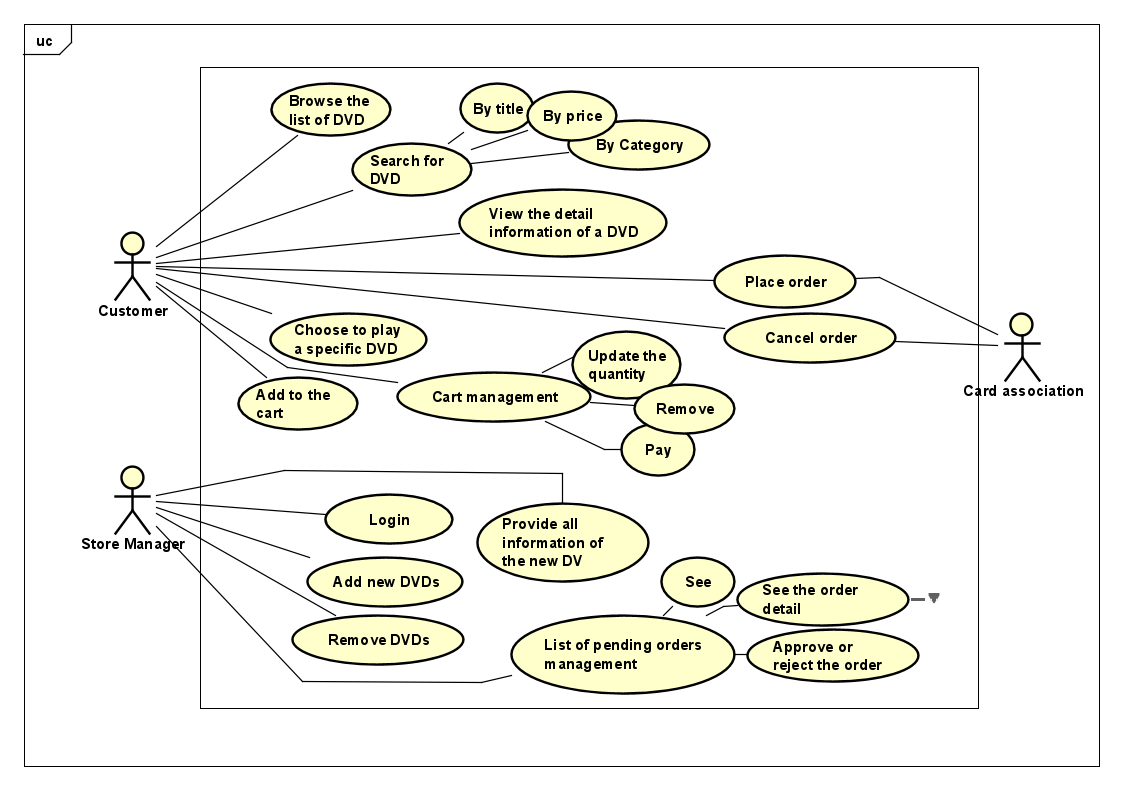 uc
Browse the
list of DVD
By title
By price
By Category
Search for
DVD
View the detail
information of a DVD
Customer
Place order
Choose to play
a specific DVD
Cancel order
Update the
quantity
Card association
Add to the
cart
Cart management
Remove
Pay
Store Manager
Login
Provide all
information of
the new DV
Add new DVDs
See
See the order
detail
Remove DVDs
List of pending orders
management
Approve or
reject the order